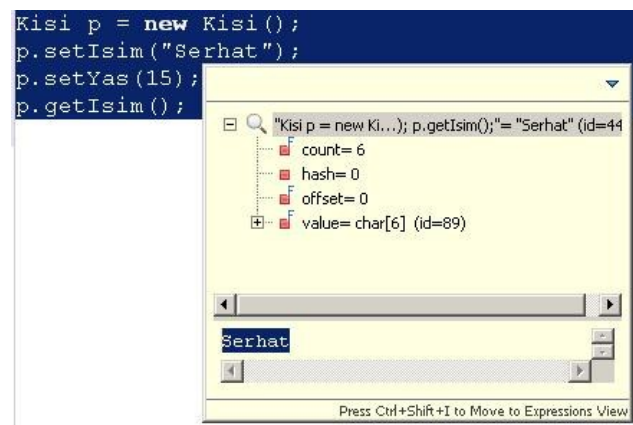 Kisi p = new Kisi();
p.setIsim("Serhat");
p.setYas(15);
p.getIsim();
"Kisi p = new Ki...); p.getIsim();"= "Serhat" (id=44
count= 6
hash= 0
offset= 0
value= char[6] (id=89)
Serhat
Press Ctrl+Shift+I to Move to Expressions View